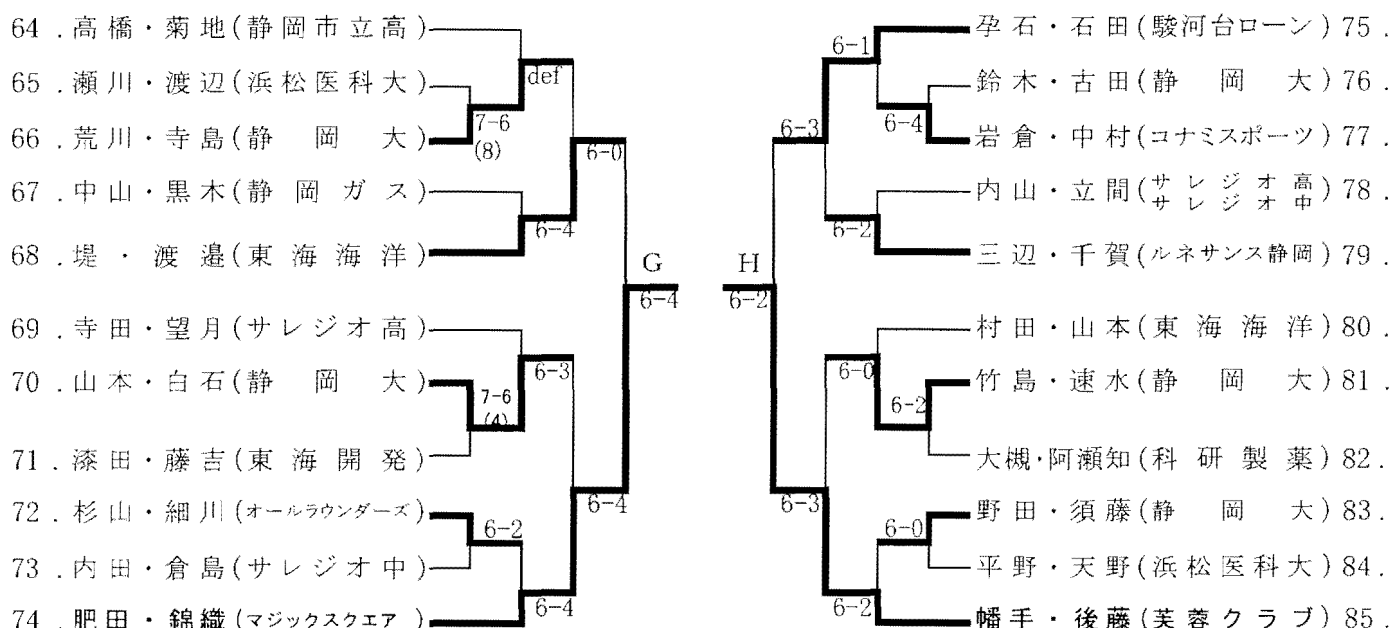 64 . 高橋・菊地(静岡市立高)
65 . 瀬川・渡辺(浜松医科大)
66 . 荒川・寺島(静岡大)
67 . 中山・黒木(静岡ガス)
68 . 堤・渡邉(東海海洋)
69 . 寺田・望月(サレジオ高)
70 . 山本・白石(静岡大)
71 . 漆田・藤吉(東海開発)
72 . 杉山・細川(オールラウンダーズ)
73 . 内田・倉島(サレジオ中)
74 . 肥田・錦織(マジックスクエア)
def
7-6
(8)
6-0
6-4
G
6-4
6-3
7-6
(4)
6-4
6-2
6-4
孕石・石田(駿河台ローン) 75 .
鈴木・古田(静岡大) 76 .
岩倉・中村(コナミスポーツ) 77 .
内山・立間(サレジオ高 サレジオ中) 78 .
三辺・千賀(ルネサンス静岡) 79 .
村田・山本(東海海洋) 80 .
竹島・速水(静岡大) 81 .
大槻・阿瀬知(科研製薬) 82 .
野田・須藤(静岡大) 83 .
平野・天野(浜松医科大) 84 .
幡手・後藤(芙蓉クラブ) 85 .
6-1
6-4
6-3
6-2
H
6-2
6-0
6-2
6-3
6-0
6-2